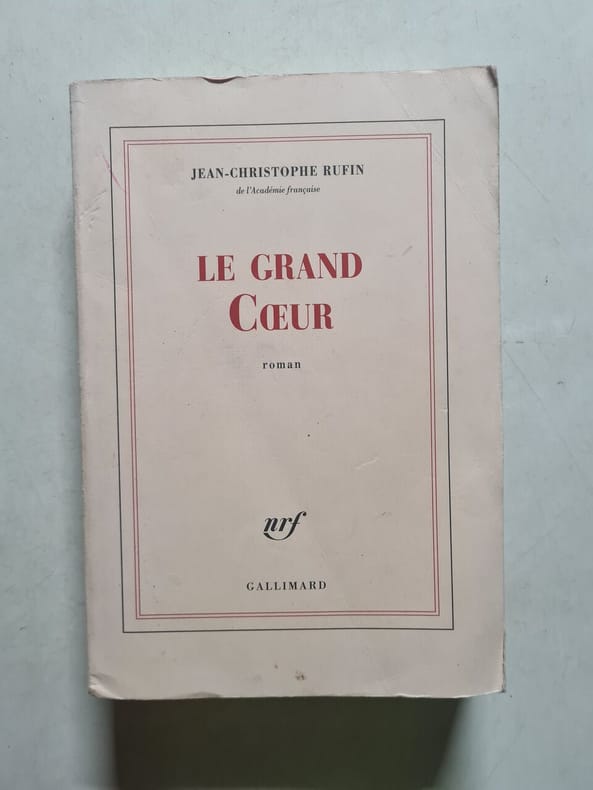 JEAN-CHRISTOPHE RUFIN
de l'Académie française
LE GRAND
CŒUR
roman
nrf
GALLIMARD